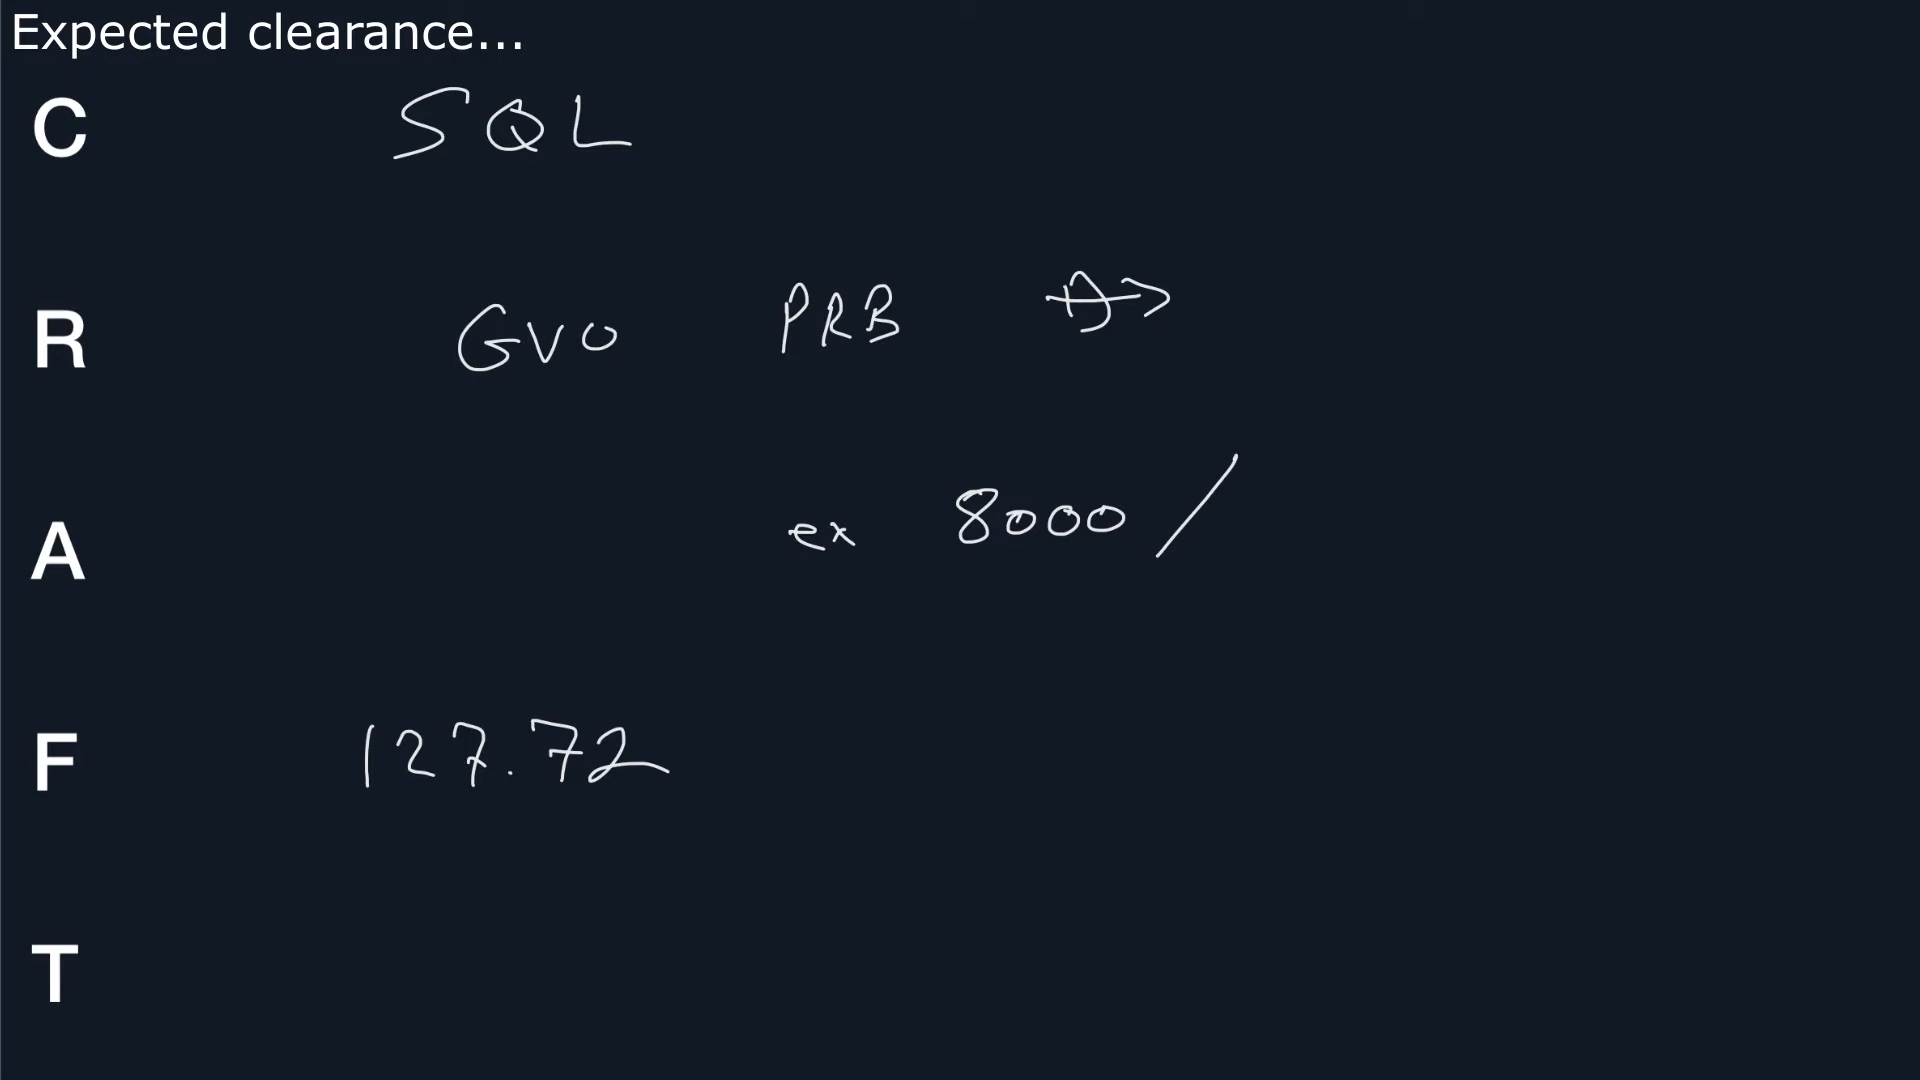 Expected clearance...
C SQL
R GVO PRB D→
A ex 8000 /
F 127.72
T